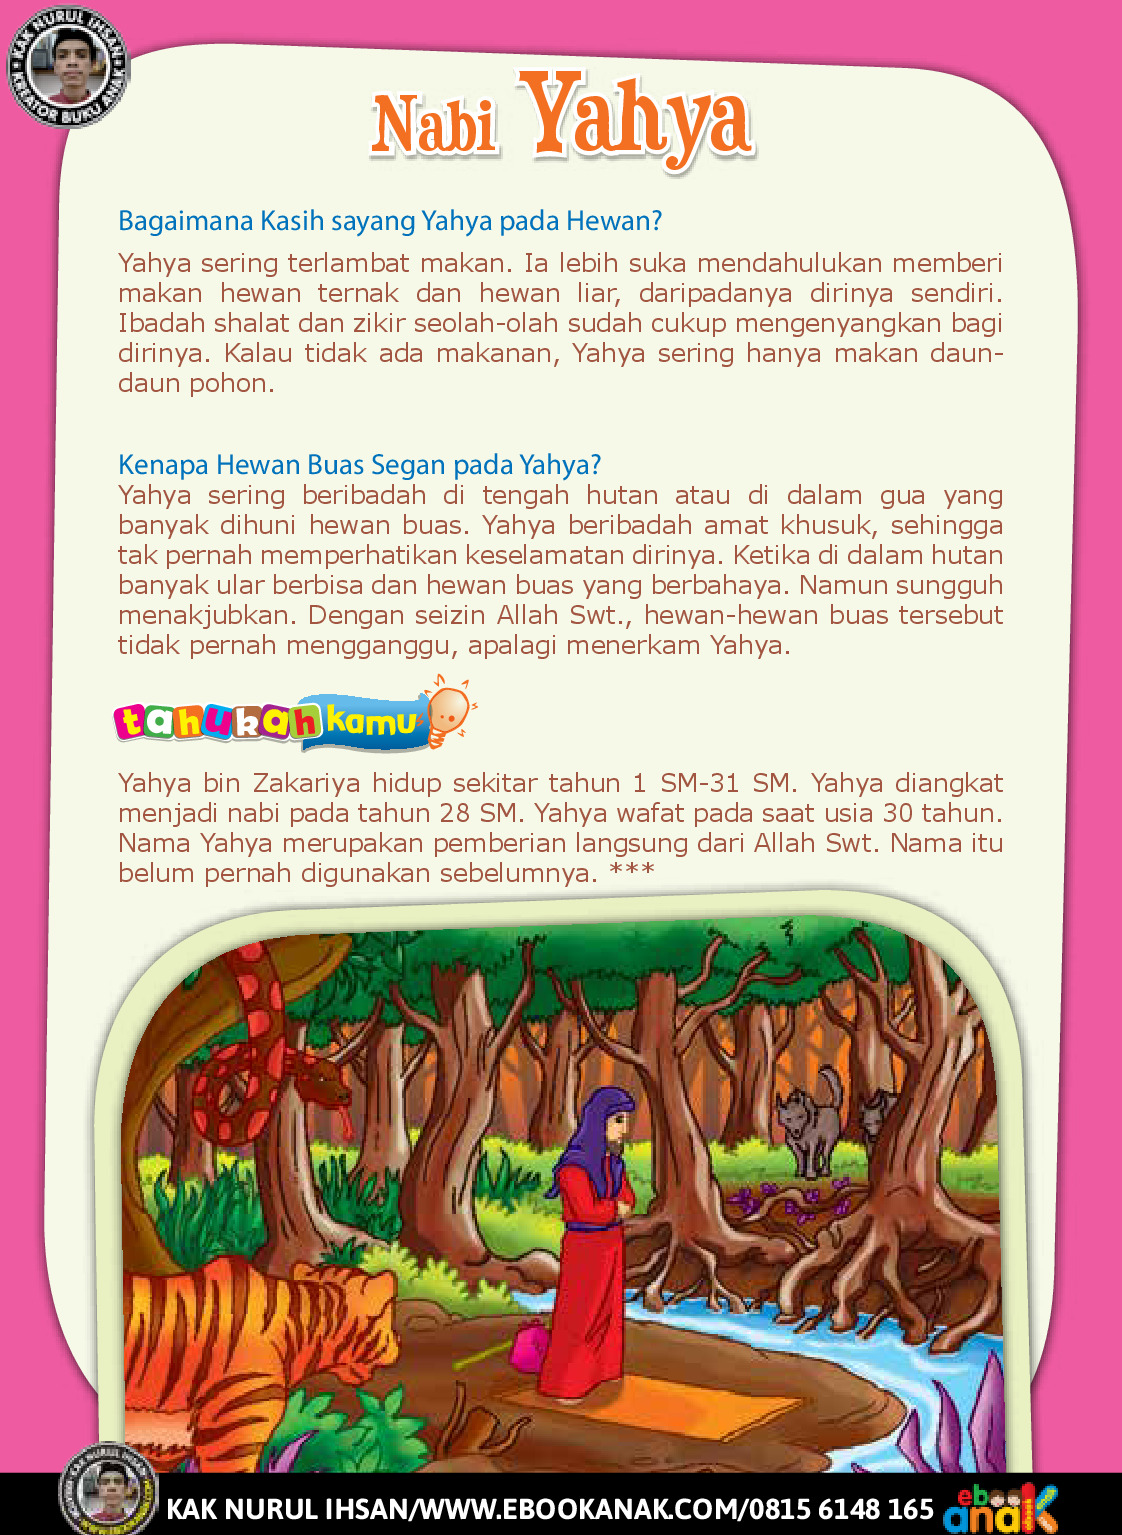 KAK NURUL IHSAN
KREATOR BUKU ANAK
Nabi Yahya
Bagaimana Kasih sayang Yahya pada Hewan?
Yahya sering terlambat makan. Ia lebih suka mendahulukan memberi
makan hewan ternak dan hewan liar, daripadanya dirinya sendiri.
Ibadah shalat dan zikir seolah-olah sudah cukup mengenyangkan bagi
dirinya. Kalau tidak ada makanan, Yahya sering hanya makan daun-
daun pohon.
Kenapa Hewan Buas Segan pada Yahya?
Yahya sering beribadah di tengah hutan atau di dalam gua yang
banyak dihuni hewan buas. Yahya beribadah amat khusuk, sehingga
tak pernah memperhatikan keselamatan dirinya. Ketika di dalam hutan
banyak ular berbisa dan hewan buas yang berbahaya. Namun sungguh
menakjubkan. Dengan seizin Allah Swt., hewan-hewan buas tersebut
tidak pernah mengganggu, apalagi menerkam Yahya.
tahukah kamu
Yahya bin Zakariya hidup sekitar tahun 1 SM-31 SM. Yahya diangkat
menjadi nabi pada tahun 28 SM. Yahya wafat pada saat usia 30 tahun.
Nama Yahya merupakan pemberian langsung dari Allah Swt. Nama itu
belum pernah digunakan sebelumnya. ***
KAK NURUL IHSAN/WWW.EBOOKANAK.COM/0815 6148 165
ebook
anak